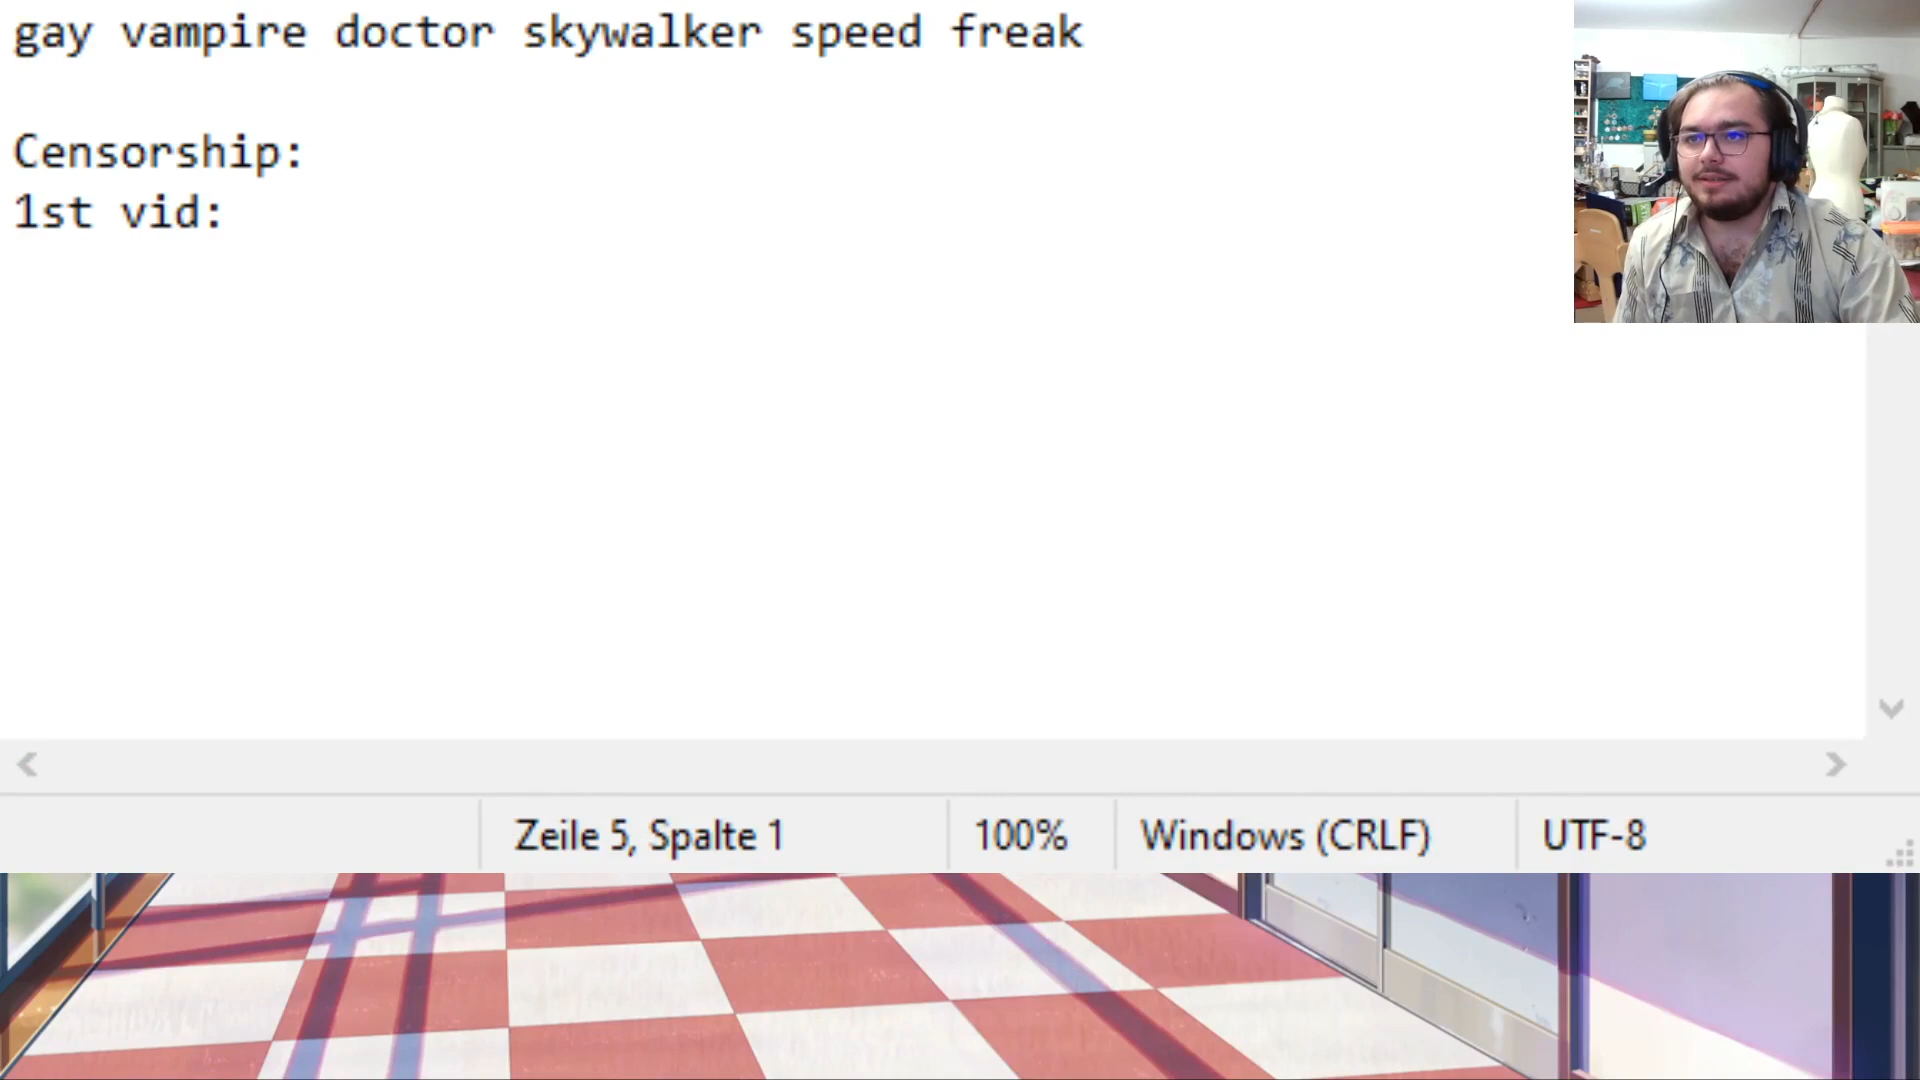 gay vampire doctor skywalker speed freak
Censorship:
1st vid:
Zeile 5, Spalte 1
100%
Windows (CRLF)
UTF-8